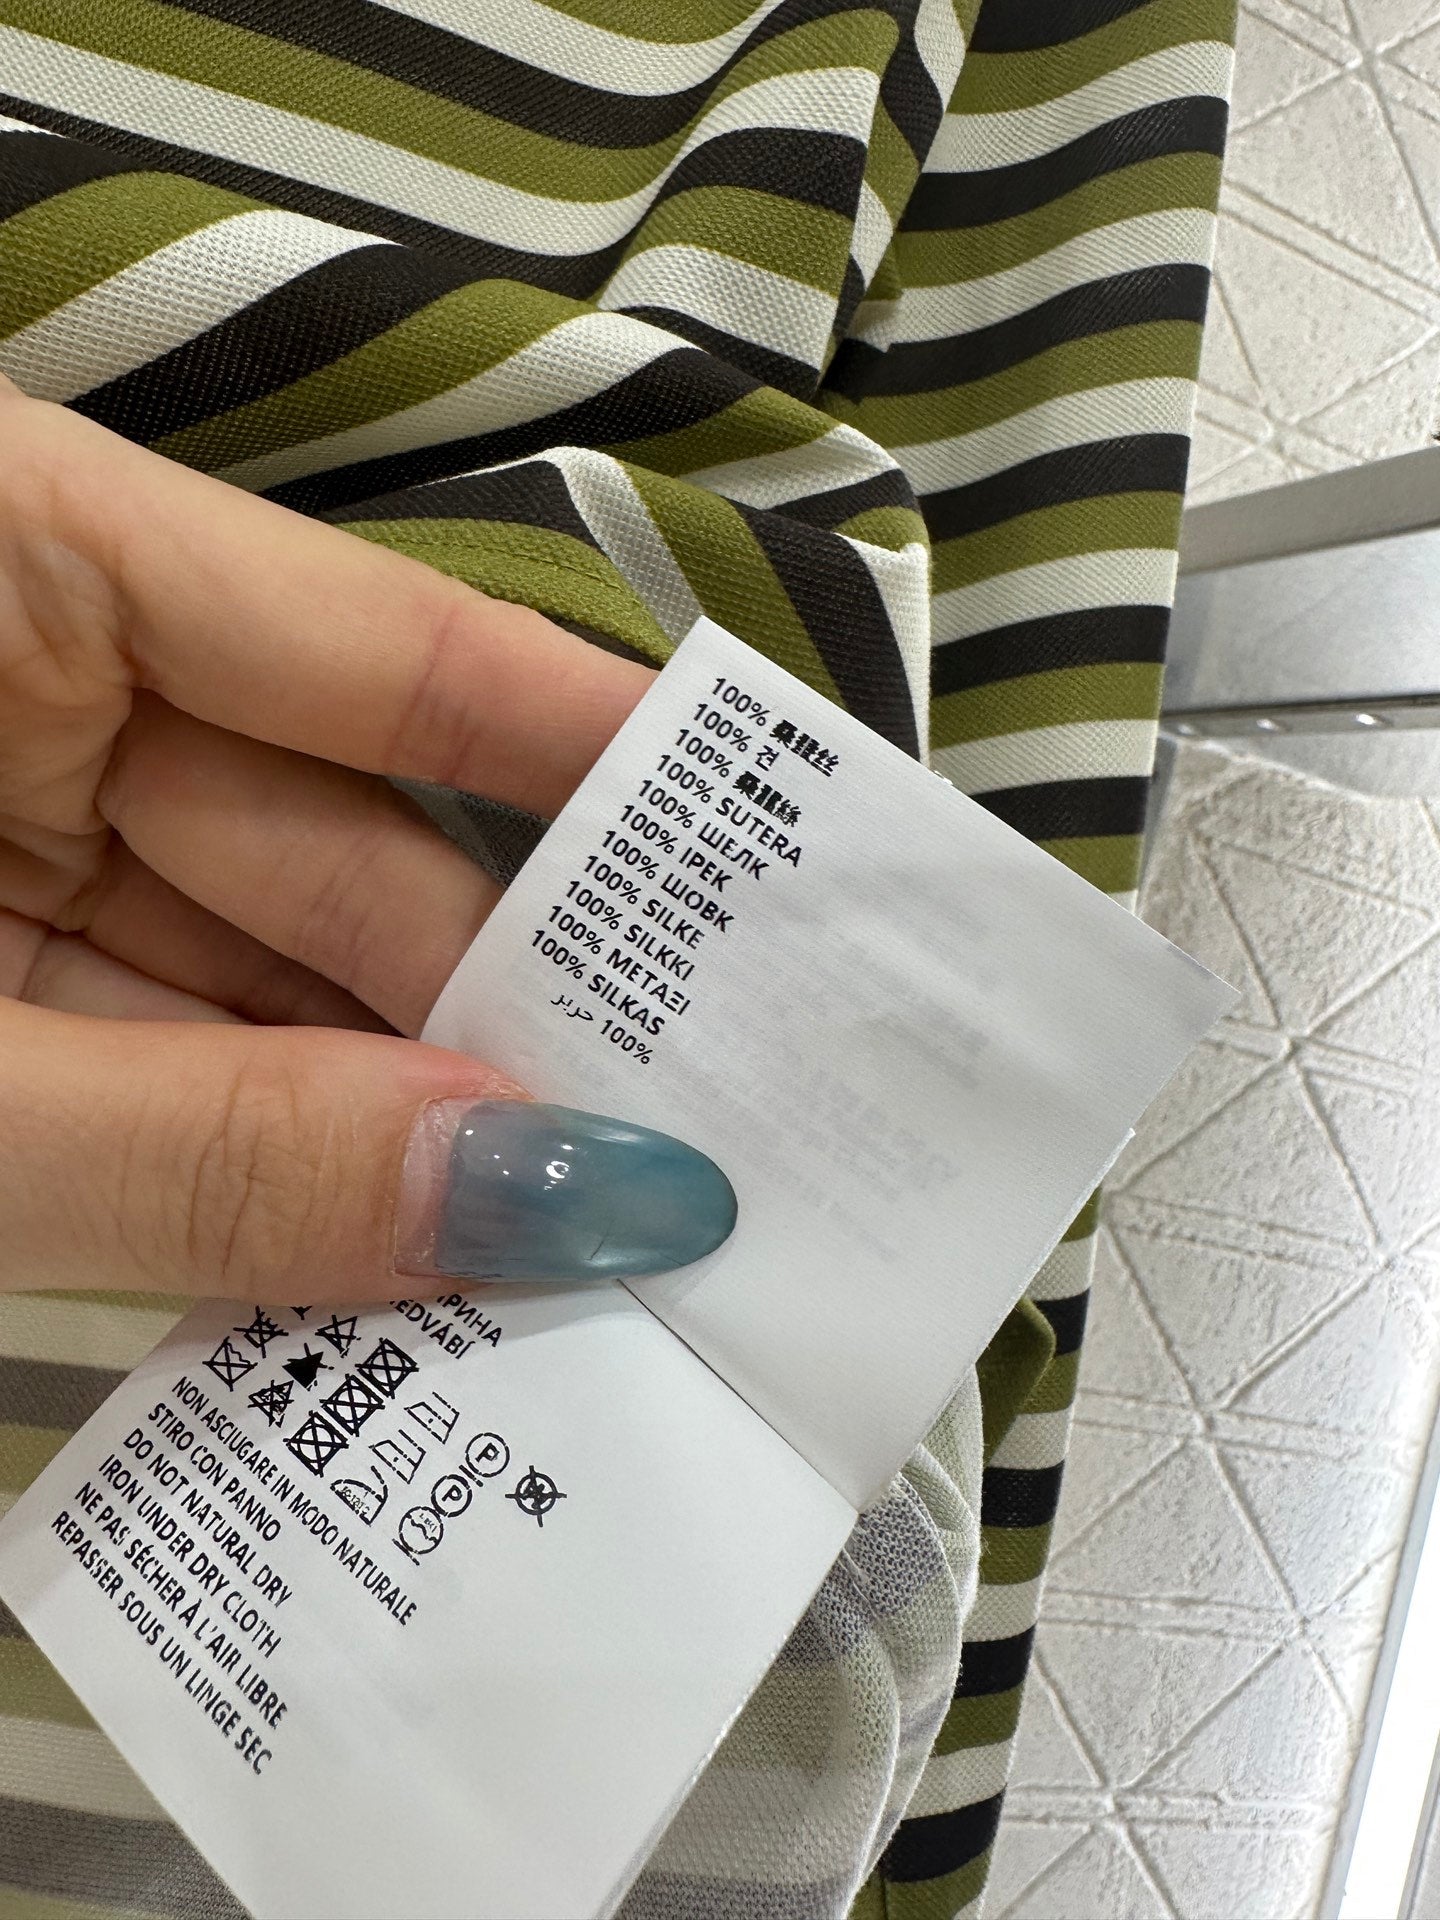 100% 桑蚕丝
100% 견
100% 桑蠶絲
100% SUTERA
100% ШЕЛК
100% IPEK
100% ШОВК
100% SILKE
100% SILKKI
100% ΜΕΤΑΞΙ
100% SILKAS
100% حرير
NON ASCIUGARE IN MODO NATURALE
STIRO CON PANNO
DO NOT NATURAL DRY
IRON UNDER DRY CLOTH
NE PAS SÉCHER À L'AIR LIBRE
REPASSER SOUS UN LINGE SEC
P
P
W